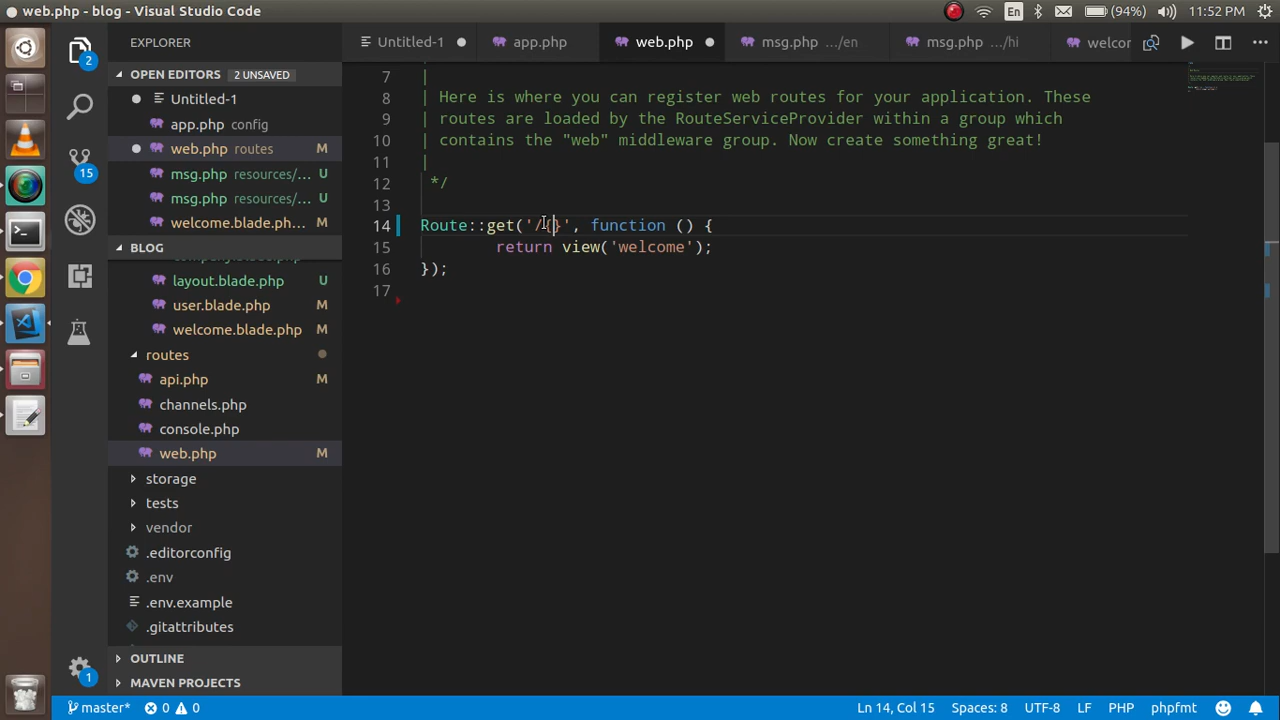 web.php - blog - Visual Studio Code
En
(94%)
11:52 PM
EXPLORER
Untitled-1
app.php
web.php
msg.php .../en
msg.php .../hi
welcor
2
OPEN EDITORS 2 UNSAVED
Untitled-1
app.php config
web.php routes M
msg.php resources/... U
msg.php resources/... U
welcome.blade.php M
15
BLOG
layout.blade.php U
user.blade.php M
welcome.blade.php M
routes
api.php M
channels.php
console.php
web.php M
storage
tests
vendor
.editorconfig
.env
.env.example
.gitattributes
OUTLINE
MAVEN PROJECTS
1
7 |
8 | Here is where you can register web routes for your application. These
9 | routes are loaded by the RouteServiceProvider within a group which
10 | contains the "web" middleware group. Now create something great!
11 |
12 */
13
14 Route::get('/{}', function () {
15 return view('welcome');
16 });
17
master* 0 0
Ln 14, Col 15 Spaces: 8 UTF-8 LF PHP phpfmt